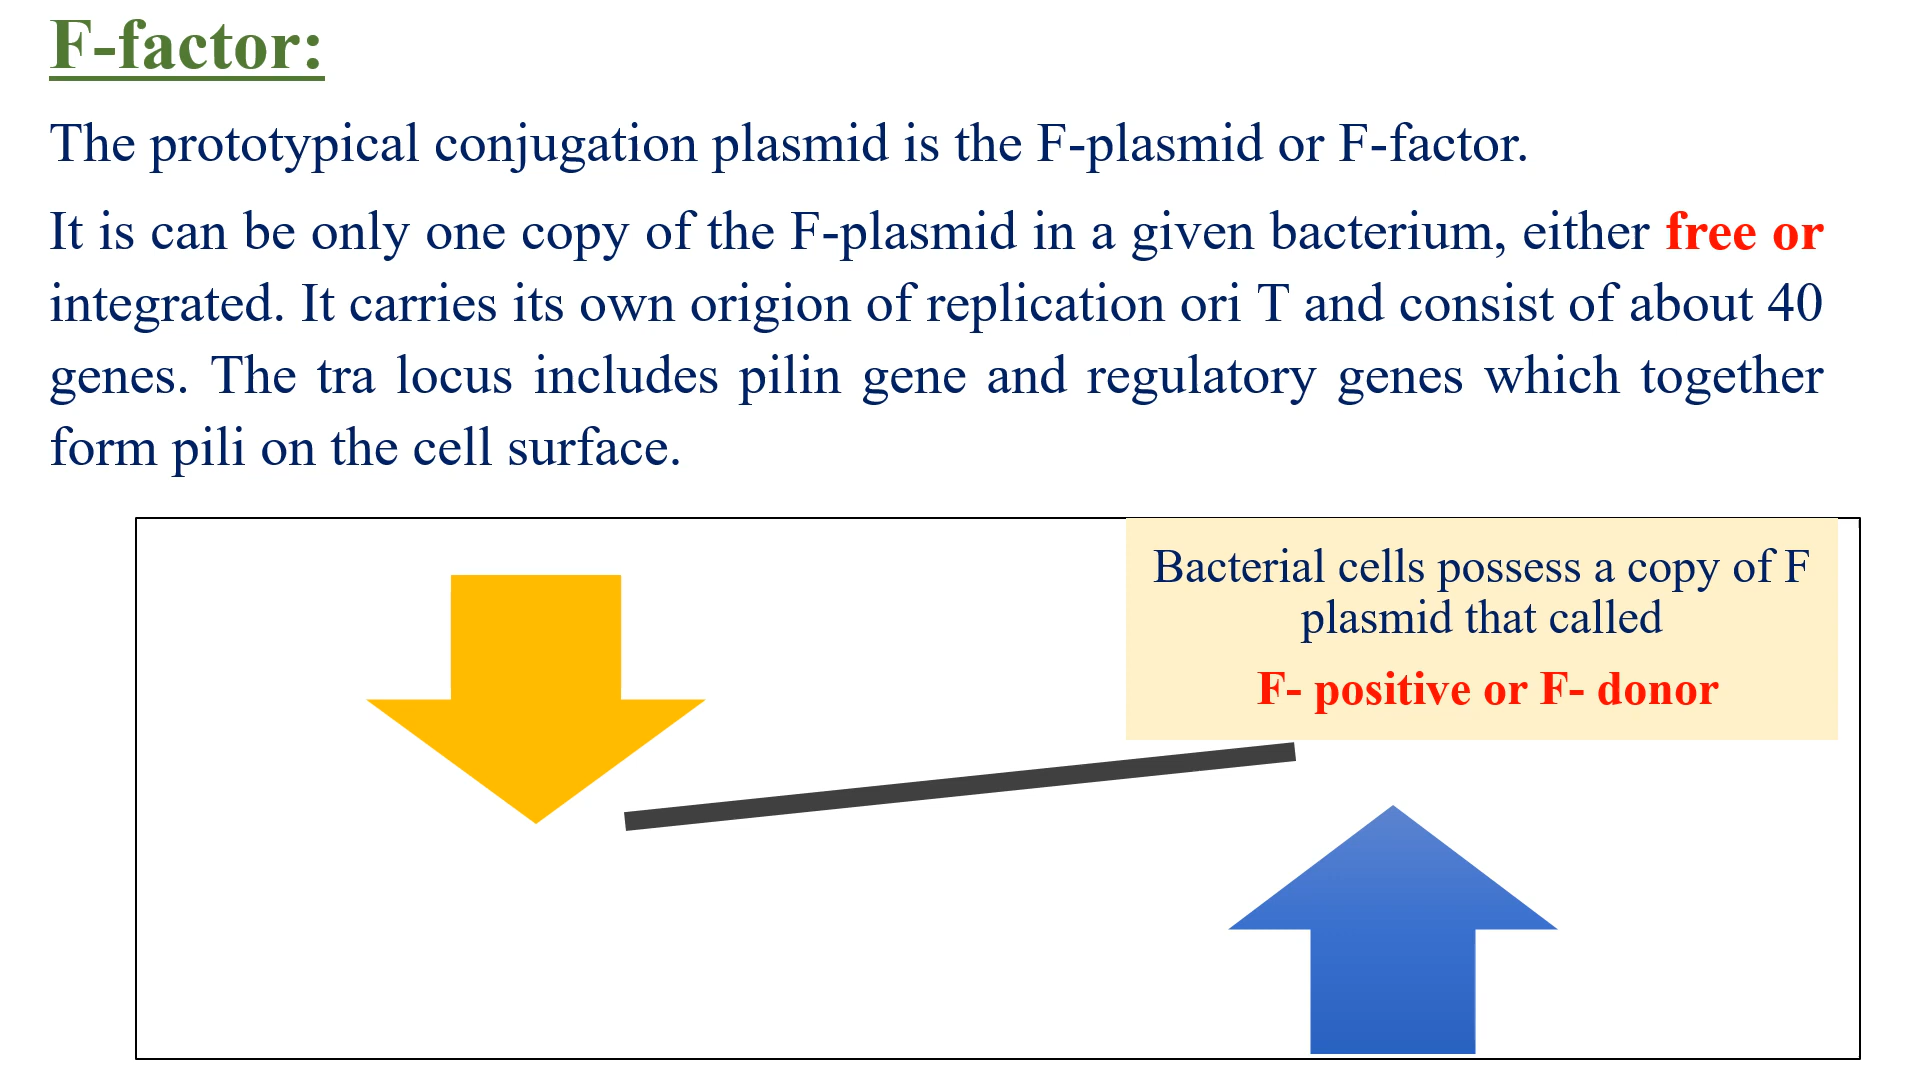 F-factor:
The prototypical conjugation plasmid is the F-plasmid or F-factor.
It is can be only one copy of the F-plasmid in a given bacterium, either free or
integrated. It carries its own origion of replication ori T and consist of about 40
genes. The tra locus includes pilin gene and regulatory genes which together
form pili on the cell surface.
Bacterial cells possess a copy of F
plasmid that called
F- positive or F- donor